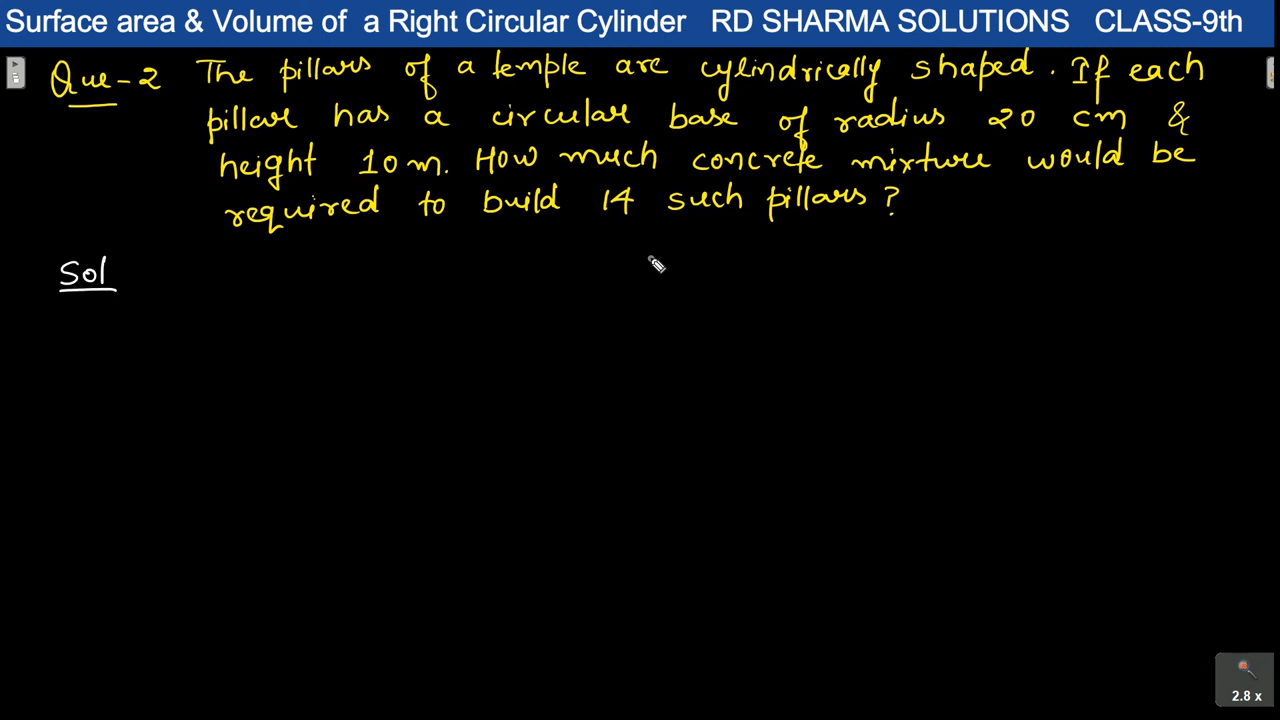 Surface area & Volume of a Right Circular Cylinder RD SHARMA SOLUTIONS CLASS-9th
Que-2 The pillars of a temple are cylindrically shaped. If each
pillar has a circular base of radius 20 cm &
height 10m. How much concrete mixture would be
required to build 14 such pillars?
Sol
2.8 x